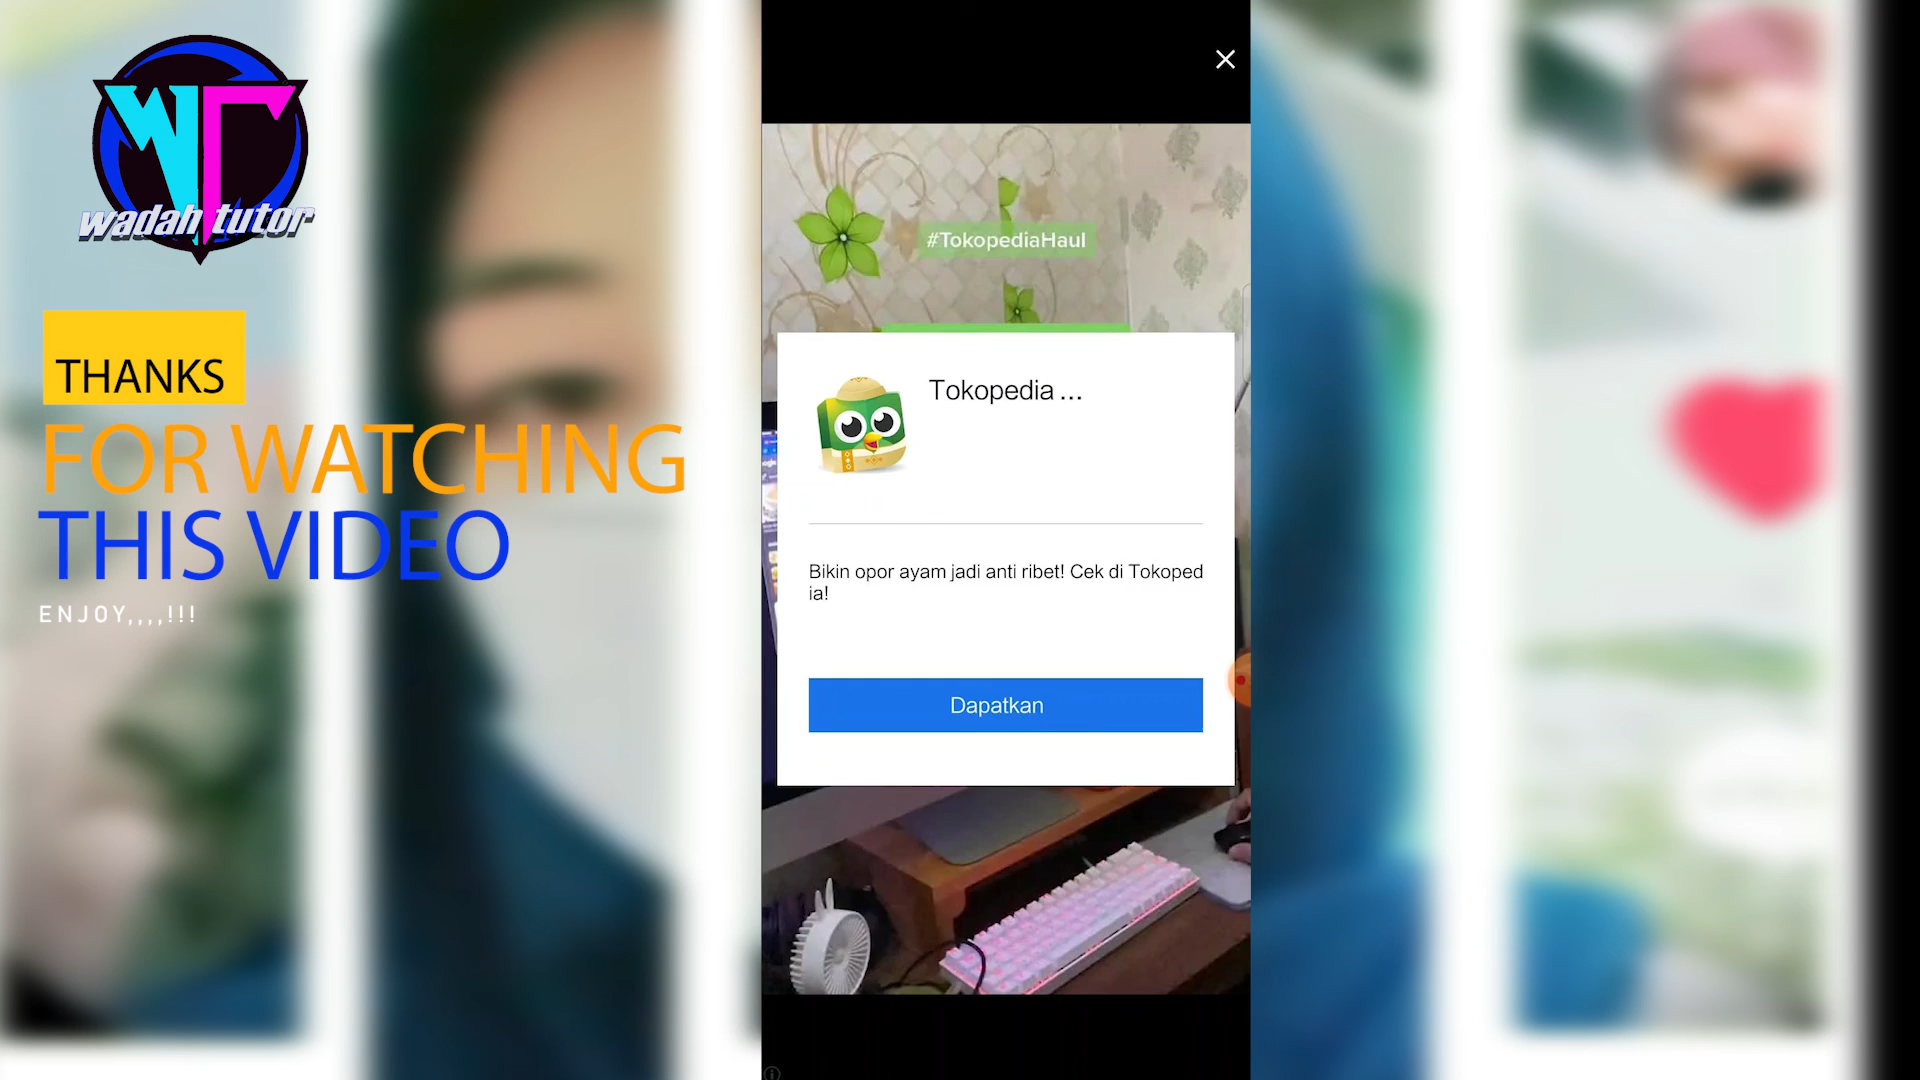 wadah tutor
THANKS
FOR WATCHING
THIS VIDEO
ENJOY,,,,!!!
#TokopediaHaul
Tokopedia ...
Bikin opor ayam jadi anti ribet! Cek di Tokoped
ia!
Dapatkan